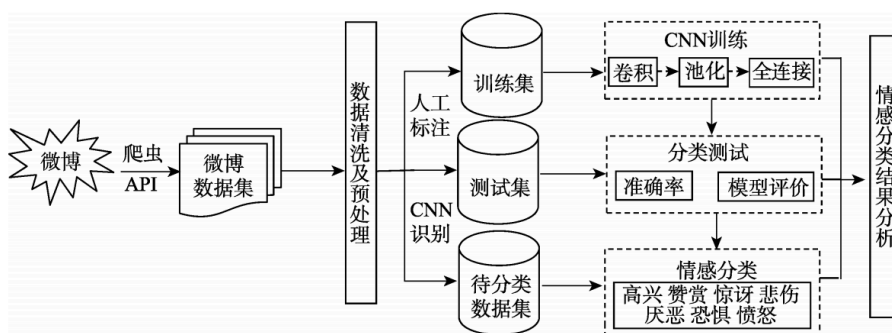 微博
爬虫
API
微博
数据集
数据清洗及预处理
人工
标注
CNN
识别
训练集
测试集
待分类
数据集
CNN训练
卷积
池化
全连接
分类测试
准确率
模型评价
情感分类
高兴 赞赏 惊讶 悲伤
厌恶 恐惧 愤怒
情感分类结果分析